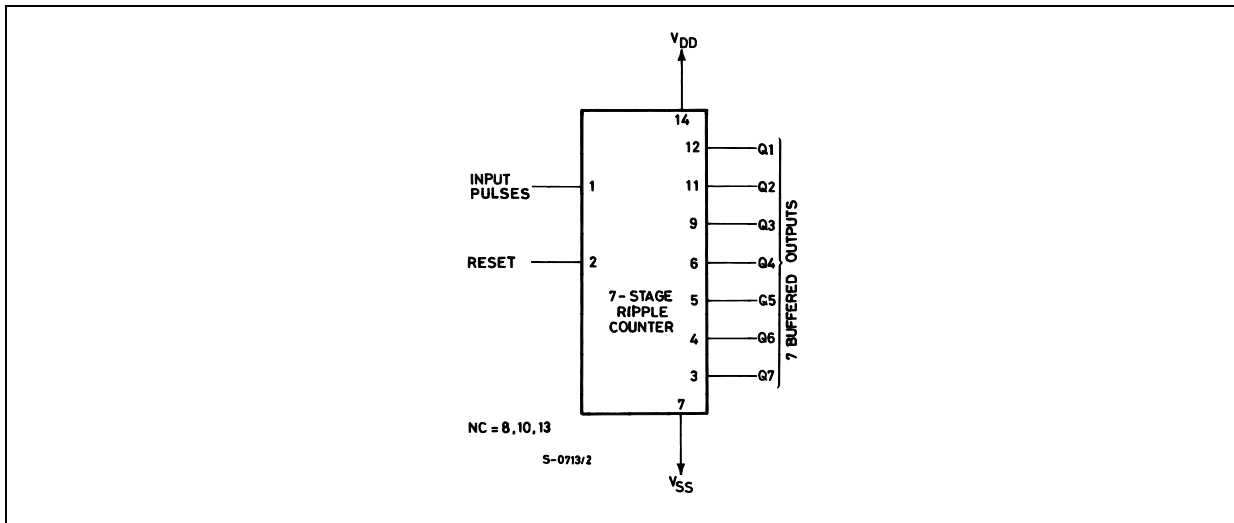 VDD
14
12 Q1
INPUT PULSES 1 11 Q2
9 Q3
RESET 2 6 Q4
7-STAGE
RIPPLE
COUNTER
5 Q5
4 Q6
3 Q7
7 BUFFERED OUTPUTS
7
NC = 8,10,13
S-0713/2
VSS